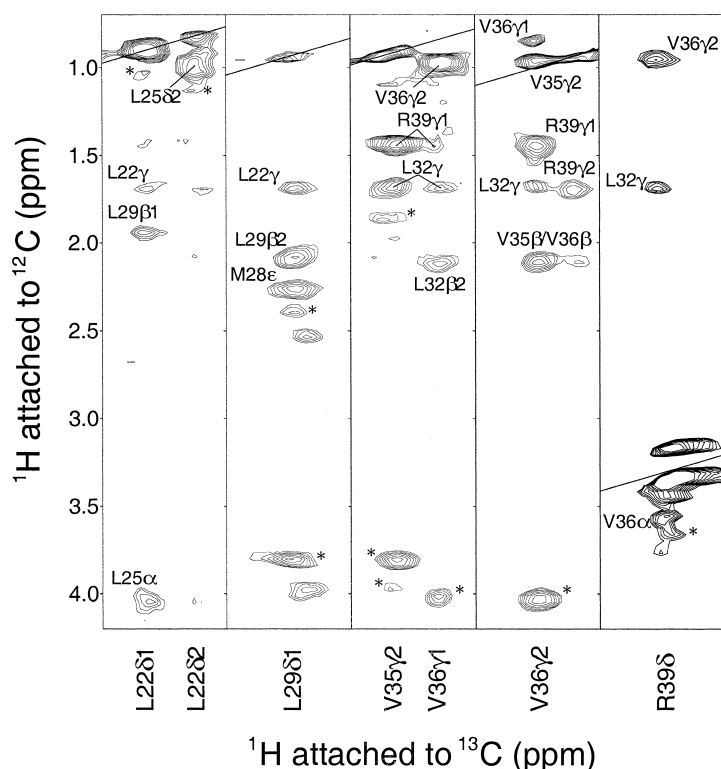 V36γ1
1.0
*
L25δ2
*
V36γ2
V35γ2
V36γ2
R39γ1
R39γ1
1.5
L22γ
L22γ
L32γ
L32γ
R39γ2
L32γ
L29β1
*
2.0
L29β2
V35β/V36β
M28ε
L32β2
*
2.5
3.0
3.5
V36α
*
*
*
L25α
*
*
*
4.0
L22δ1
L22δ2
L29δ1
V35γ2
V36γ1
V36γ2
R39δ
¹H attached to ¹²C (ppm)
¹H attached to ¹³C (ppm)